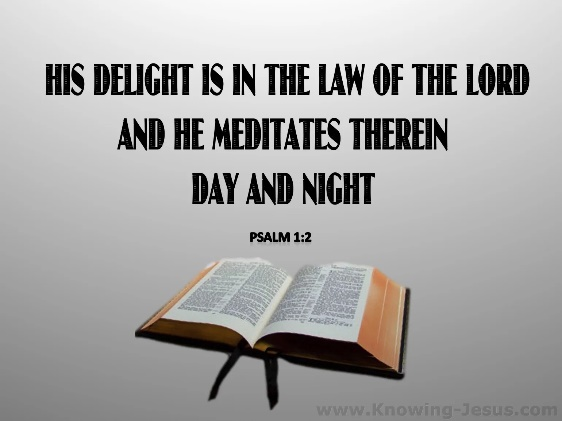 HIS DELIGHT IS IN THE LAW OF THE LORD
AND HE MEDITATES THEREIN
DAY AND NIGHT
PSALM 1:2
www.Knowing-Jesus.com